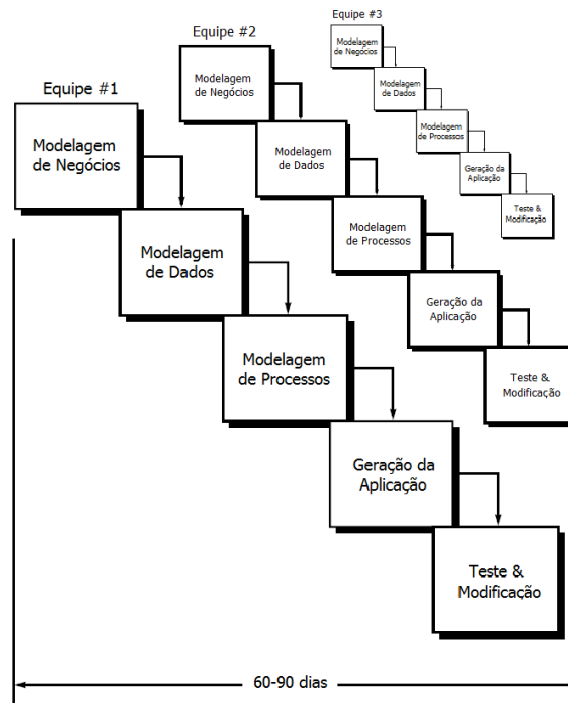 Equipe #1
Modelagem
de Negócios
Modelagem
de Dados
Modelagem
de Processos
Geração da
Aplicação
Teste &
Modificação
Equipe #2
Modelagem
de Negócios
Modelagem
de Dados
Modelagem
de Processos
Geração da
Aplicação
Teste &
Modificação
Equipe #3
Modelagem
de Negócios
Modelagem
de Dados
Modelagem
de Processos
Geração da
Aplicação
Teste &
Modificação
60-90 dias